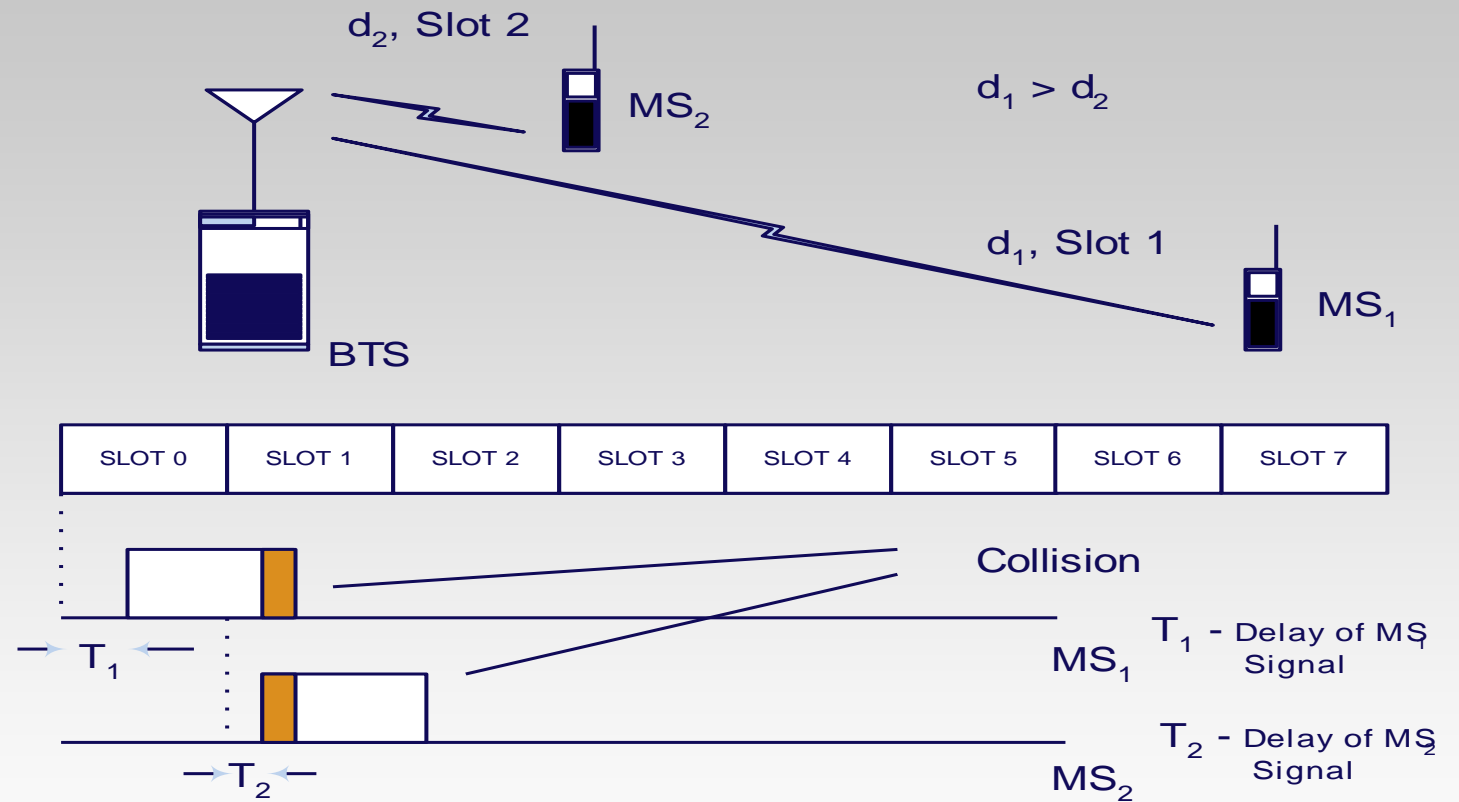 d₂, Slot 2
MS₂
d₁ > d₂
d₁, Slot 1
MS₁
BTS
SLOT 0 SLOT 1 SLOT 2 SLOT 3 SLOT 4 SLOT 5 SLOT 6 SLOT 7
Collision
T₁
MS₁
T₁ - Delay of MS₁
Signal
T₂
MS₂
T₂ - Delay of MS₂
Signal